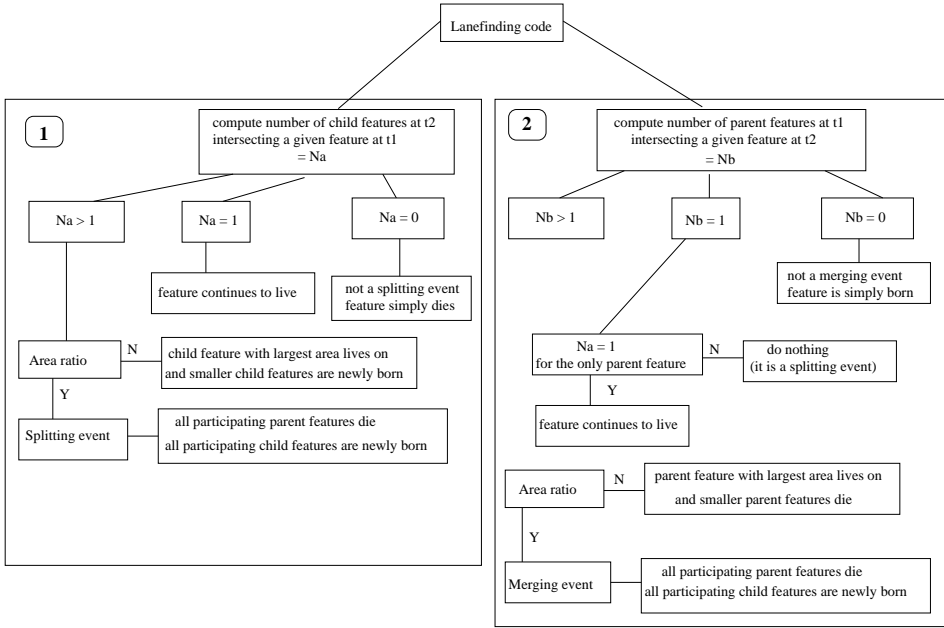 Lanefinding code
1
compute number of child features at t2
intersecting a given feature at t1
= Na
Na > 1
Na = 1
Na = 0
feature continues to live
not a splitting event
feature simply dies
Area ratio
N
child feature with largest area lives on
and smaller child features are newly born
Y
Splitting event
all participating parent features die
all participating child features are newly born
2
compute number of parent features at t1
intersecting a given feature at t2
= Nb
Nb > 1
Nb = 1
Nb = 0
not a merging event
feature is simply born
Na = 1
for the only parent feature
N
do nothing
(it is a splitting event)
Y
feature continues to live
Area ratio
N
parent feature with largest area lives on
and smaller parent features die
Y
Merging event
all participating parent features die
all participating child features are newly born